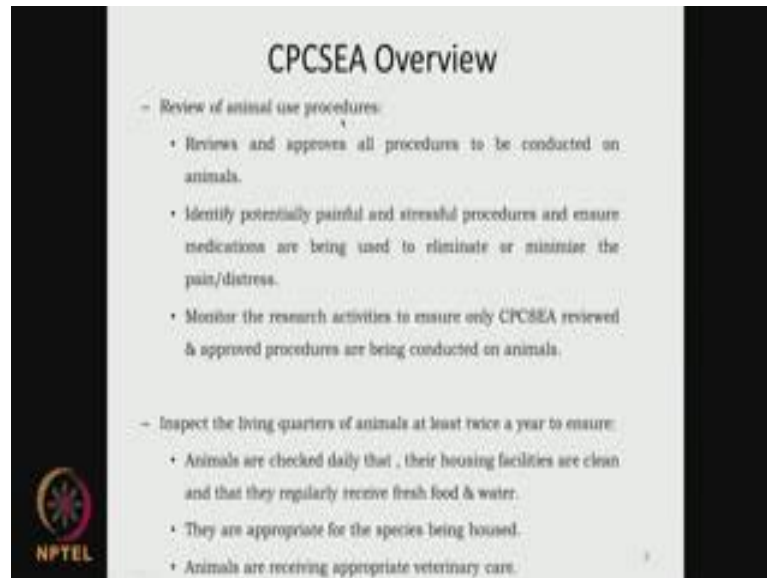 CPCSEA Overview
– Review of animal use procedures:
• Reviews and approves all procedures to be conducted on
animals.
• Identify potentially painful and stressful procedures and ensure
medications are being used to eliminate or minimize the
pain/distress.
• Monitor the research activities to ensure only CPCSEA reviewed
& approved procedures are being conducted on animals.
– Inspect the living quarters of animals at least twice a year to ensure:
• Animals are checked daily that , their housing facilities are clean
and that they regularly receive fresh food & water.
• They are appropriate for the species being housed.
• Animals are receiving appropriate veterinary care.
NPTEL